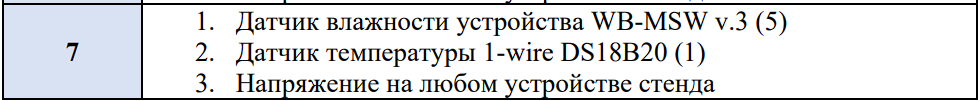 7
1. Датчик влажности устройства WB-MSW v.3 (5)
2. Датчик температуры 1-wire DS18B20 (1)
3. Напряжение на любом устройстве стенда